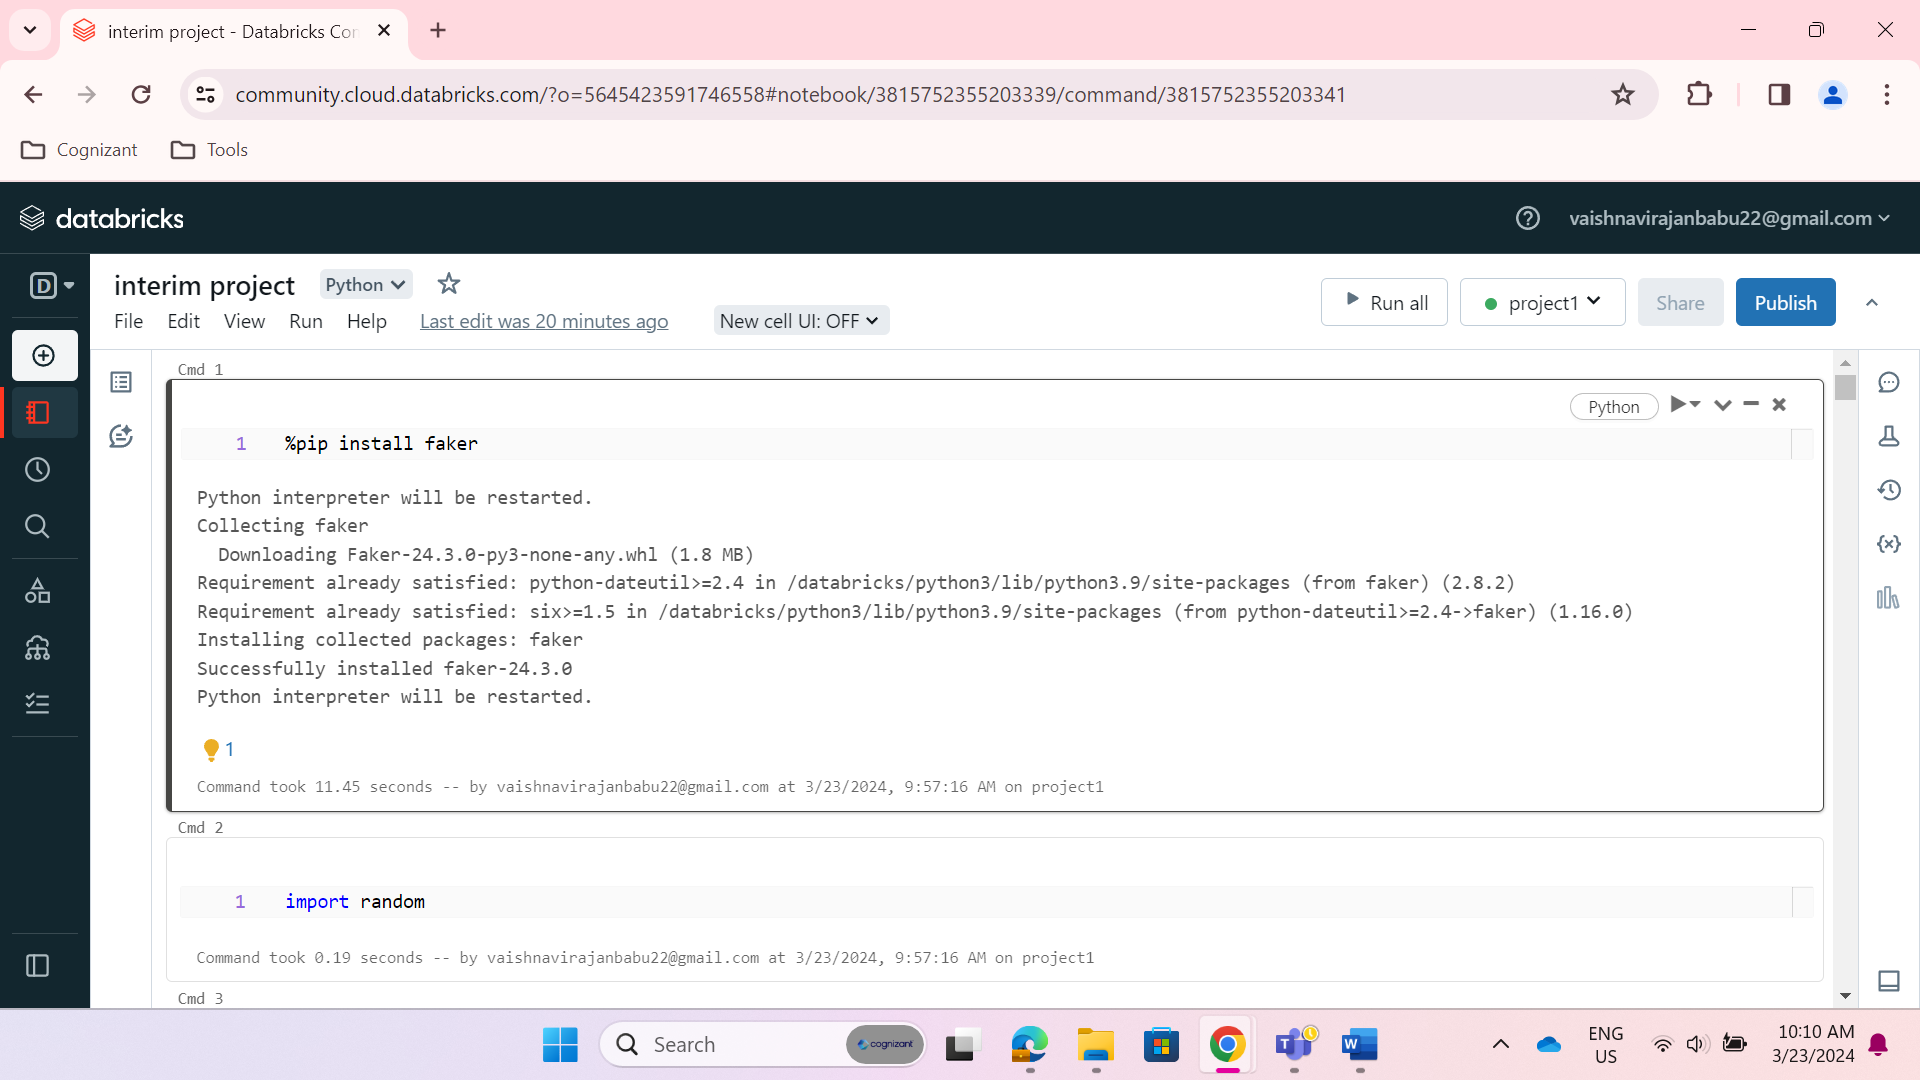 interim project - Databricks Con
community.cloud.databricks.com/?o=5645423591746558#notebook/3815752355203339/command/3815752355203341
Cognizant
Tools
databricks
vaishnavirajanbabu22@gmail.com
D
interim project
Python
File Edit View Run Help
Last edit was 20 minutes ago
New cell UI: OFF
Run all
project1
Share
Publish
Cmd 1
Python
1 %pip install faker
Python interpreter will be restarted.
Collecting faker
  Downloading Faker-24.3.0-py3-none-any.whl (1.8 MB)
Requirement already satisfied: python-dateutil>=2.4 in /databricks/python3/lib/python3.9/site-packages (from faker) (2.8.2)
Requirement already satisfied: six>=1.5 in /databricks/python3/lib/python3.9/site-packages (from python-dateutil>=2.4->faker) (1.16.0)
Installing collected packages: faker
Successfully installed faker-24.3.0
Python interpreter will be restarted.
1
Command took 11.45 seconds -- by vaishnavirajanbabu22@gmail.com at 3/23/2024, 9:57:16 AM on project1
Cmd 2
1 import random
Command took 0.19 seconds -- by vaishnavirajanbabu22@gmail.com at 3/23/2024, 9:57:16 AM on project1
Cmd 3
Search
cognizant
ENG
US
10:10 AM
3/23/2024